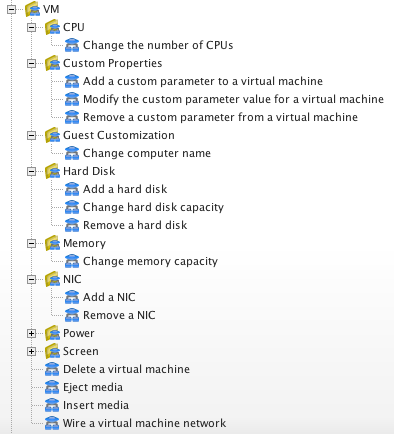 VM
CPU
Change the number of CPUs
Custom Properties
Add a custom parameter to a virtual machine
Modify the custom parameter value for a virtual machine
Remove a custom parameter from a virtual machine
Guest Customization
Change computer name
Hard Disk
Add a hard disk
Change hard disk capacity
Remove a hard disk
Memory
Change memory capacity
NIC
Add a NIC
Remove a NIC
Power
Screen
Delete a virtual machine
Eject media
Insert media
Wire a virtual machine network